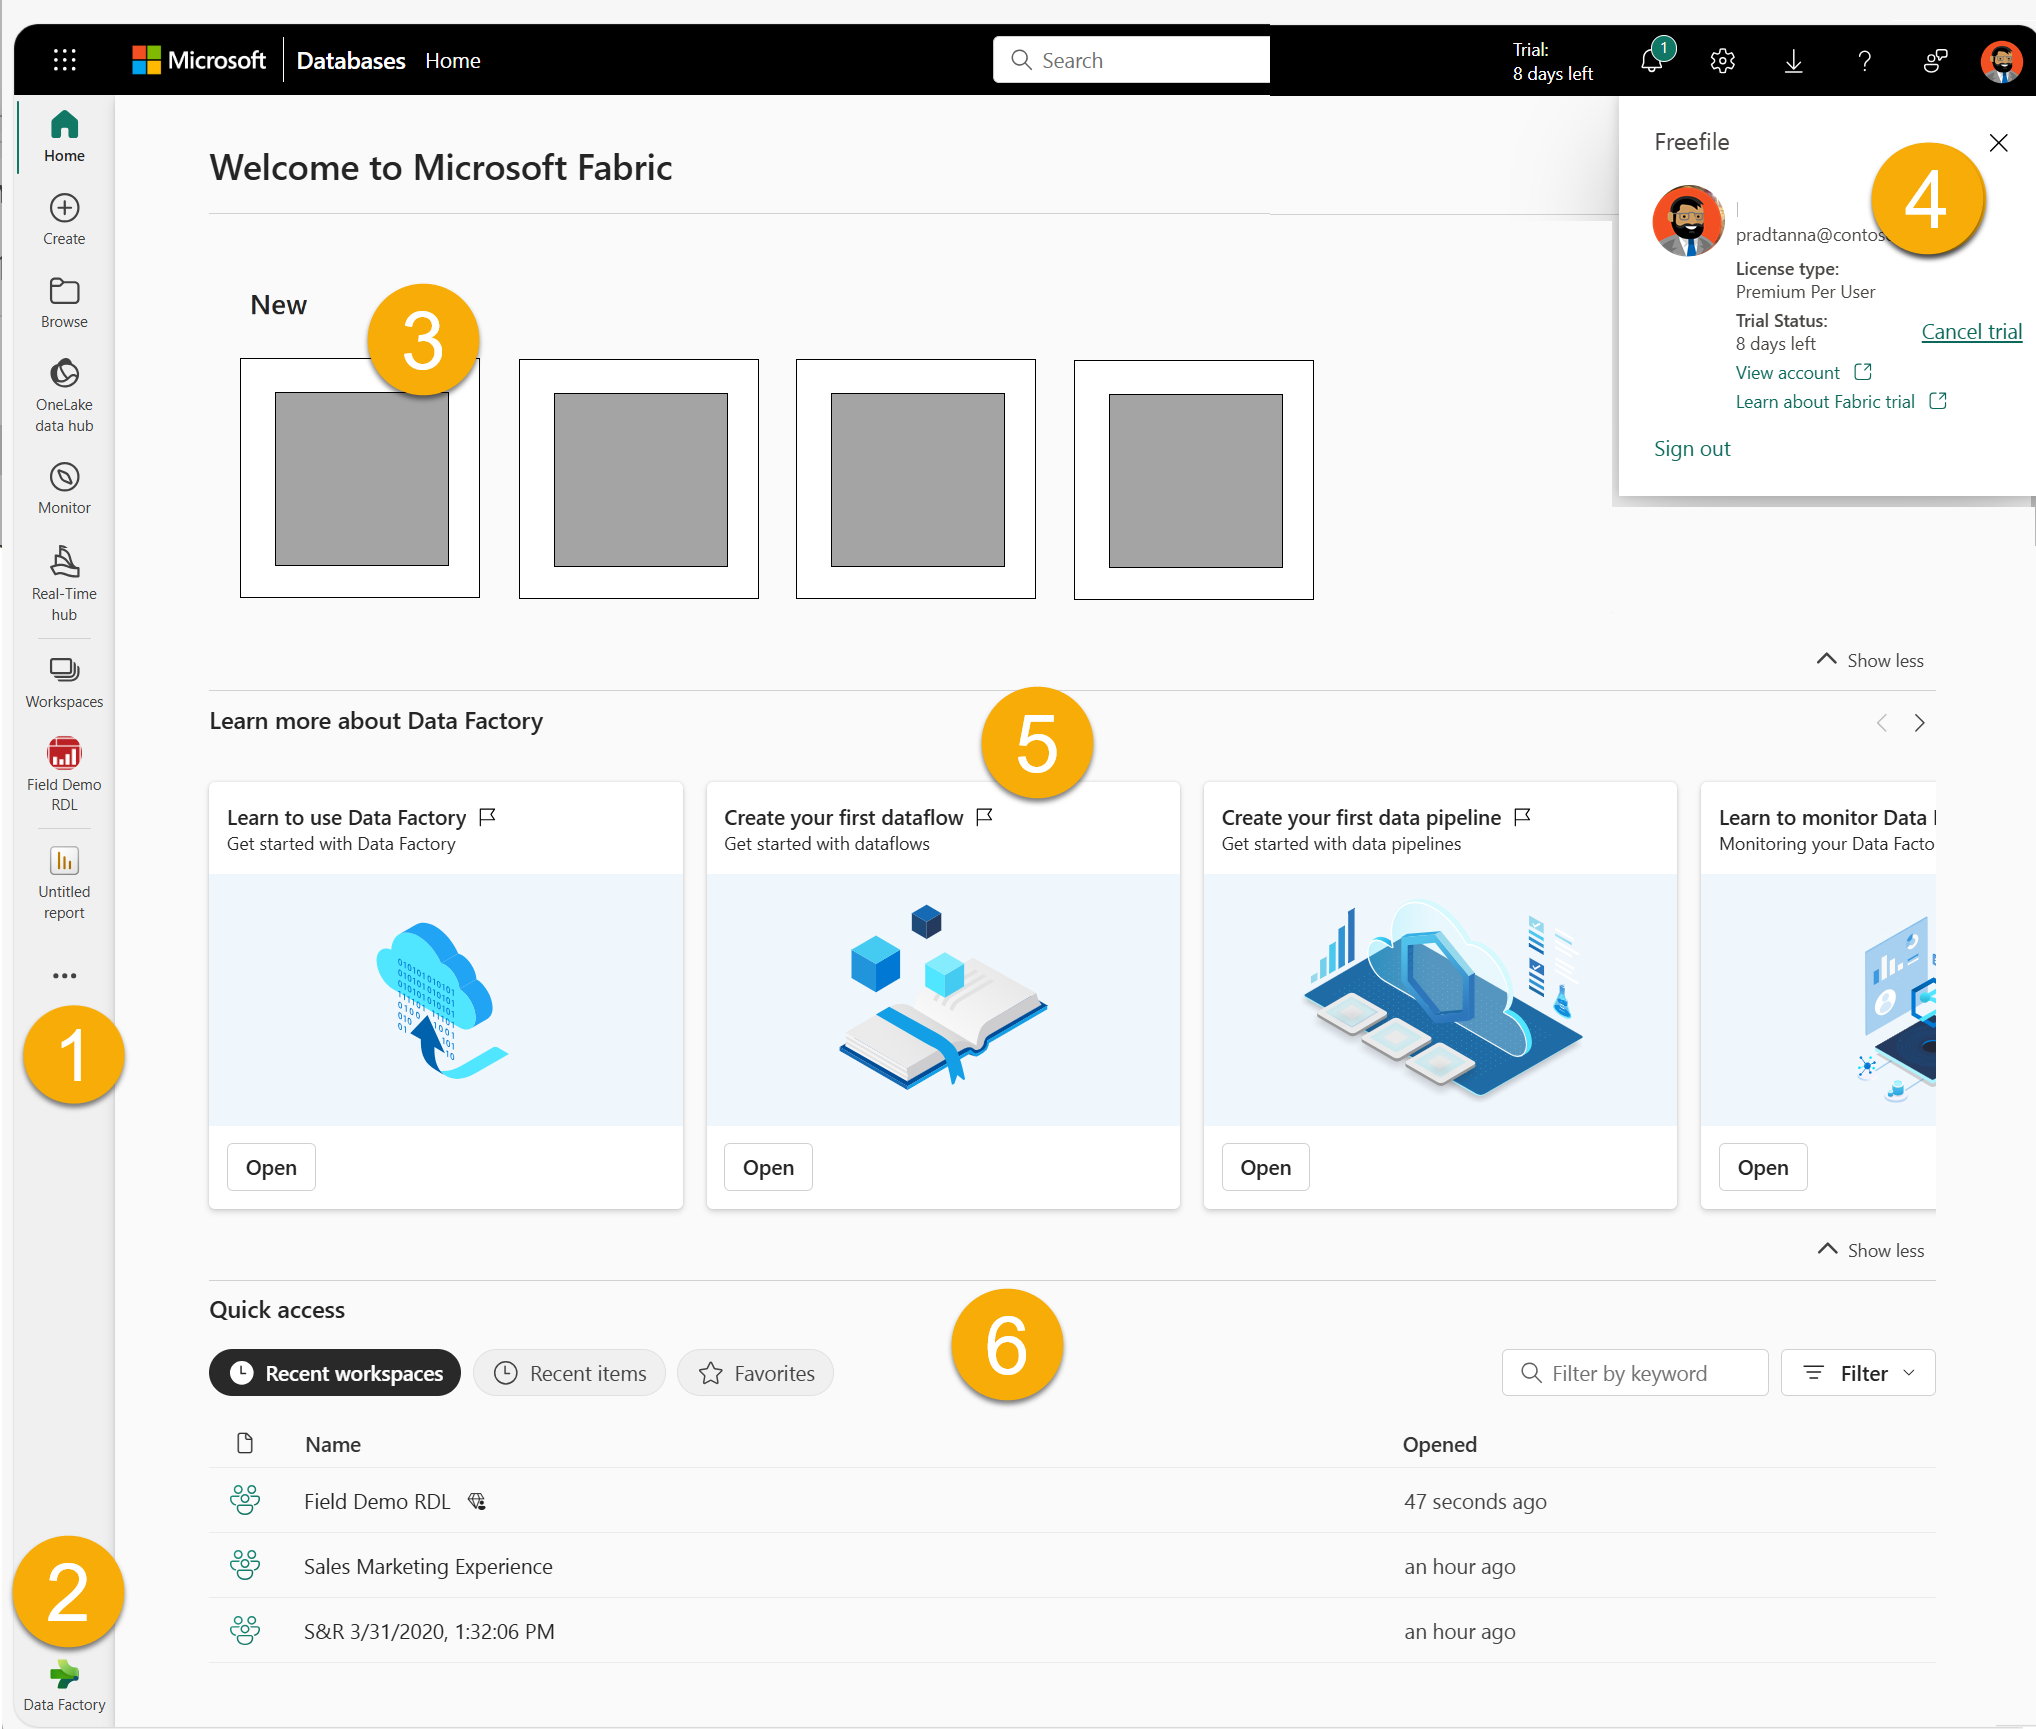 Microsoft
Databases
Home
Search
Trial:
8 days left
1
Home
Create
Browse
OneLake
data hub
Monitor
Real-Time
hub
Workspaces
Field Demo
RDL
Untitled
report
1
2
Data Factory
Welcome to Microsoft Fabric
New
3
Freefile
4
pradtanna@contos
License type:
Premium Per User
Trial Status:
8 days left
Cancel trial
View account
Learn about Fabric trial
Sign out
Show less
Learn more about Data Factory
5
Learn to use Data Factory
Get started with Data Factory
Open
Create your first dataflow
Get started with dataflows
Open
Create your first data pipeline
Get started with data pipelines
Open
Learn to monitor Data
Monitoring your Data Facto
Open
Show less
Quick access
6
Recent workspaces
Recent items
Favorites
Filter by keyword
Filter
Name
Opened
Field Demo RDL
47 seconds ago
Sales Marketing Experience
an hour ago
S&R 3/31/2020, 1:32:06 PM
an hour ago